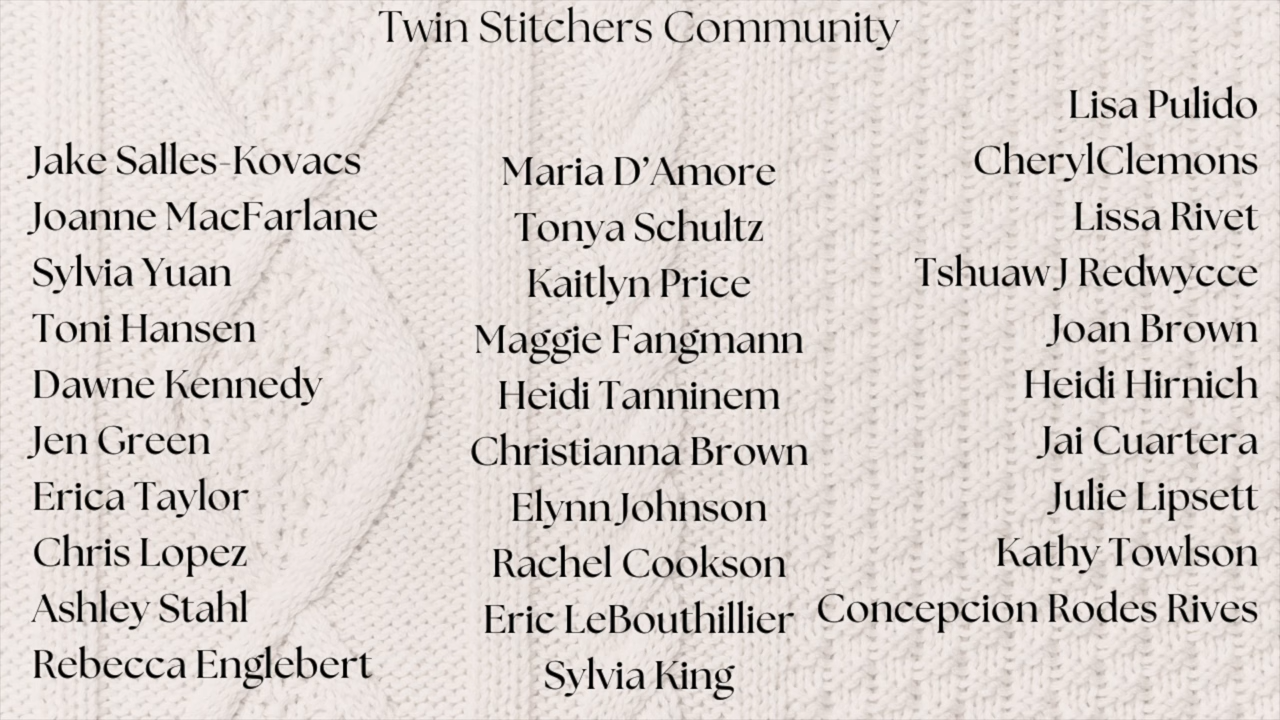 Twin Stitchers Community
Jake Salles-Kovacs
Joanne MacFarlane
Sylvia Yuan
Toni Hansen
Dawne Kennedy
Jen Green
Erica Taylor
Chris Lopez
Ashley Stahl
Rebecca Englebert
Maria D’Amore
Tonya Schultz
Kaitlyn Price
Maggie Fangmann
Heidi Tanninem
Christianna Brown
Elynn Johnson
Rachel Cookson
Eric LeBouthillier
Sylvia King
Lisa Pulido
CherylClemons
Lissa Rivet
Tshuaw J Redwycce
Joan Brown
Heidi Hirnich
Jai Cuartera
Julie Lipsett
Kathy Towlson
Concepcion Rodes Rives